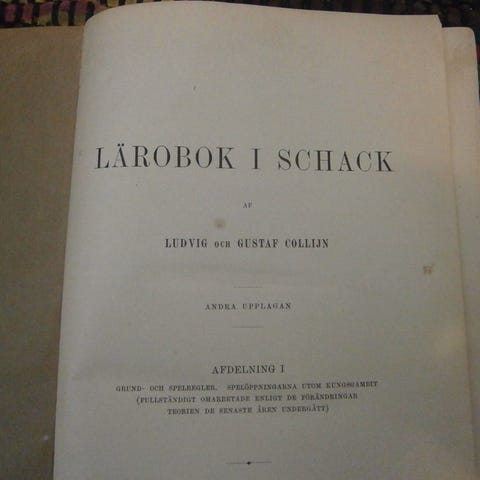 LÄROBOK I SCHACK
AF
LUDVIG OCH GUSTAF COLLIJN
ANDRA UPPLAGAN
AFDELNING I
GRUND- OCH SPELREGLER. SPELÖPPNINGARNA UTOM KUNGSGAMBIT
(FULLSTÄNDIGT OMARBETADE ENLIGT DE FÖRÄNDRINGAR
TEORIEN DE SENASTE ÅREN UNDERGÅTT)